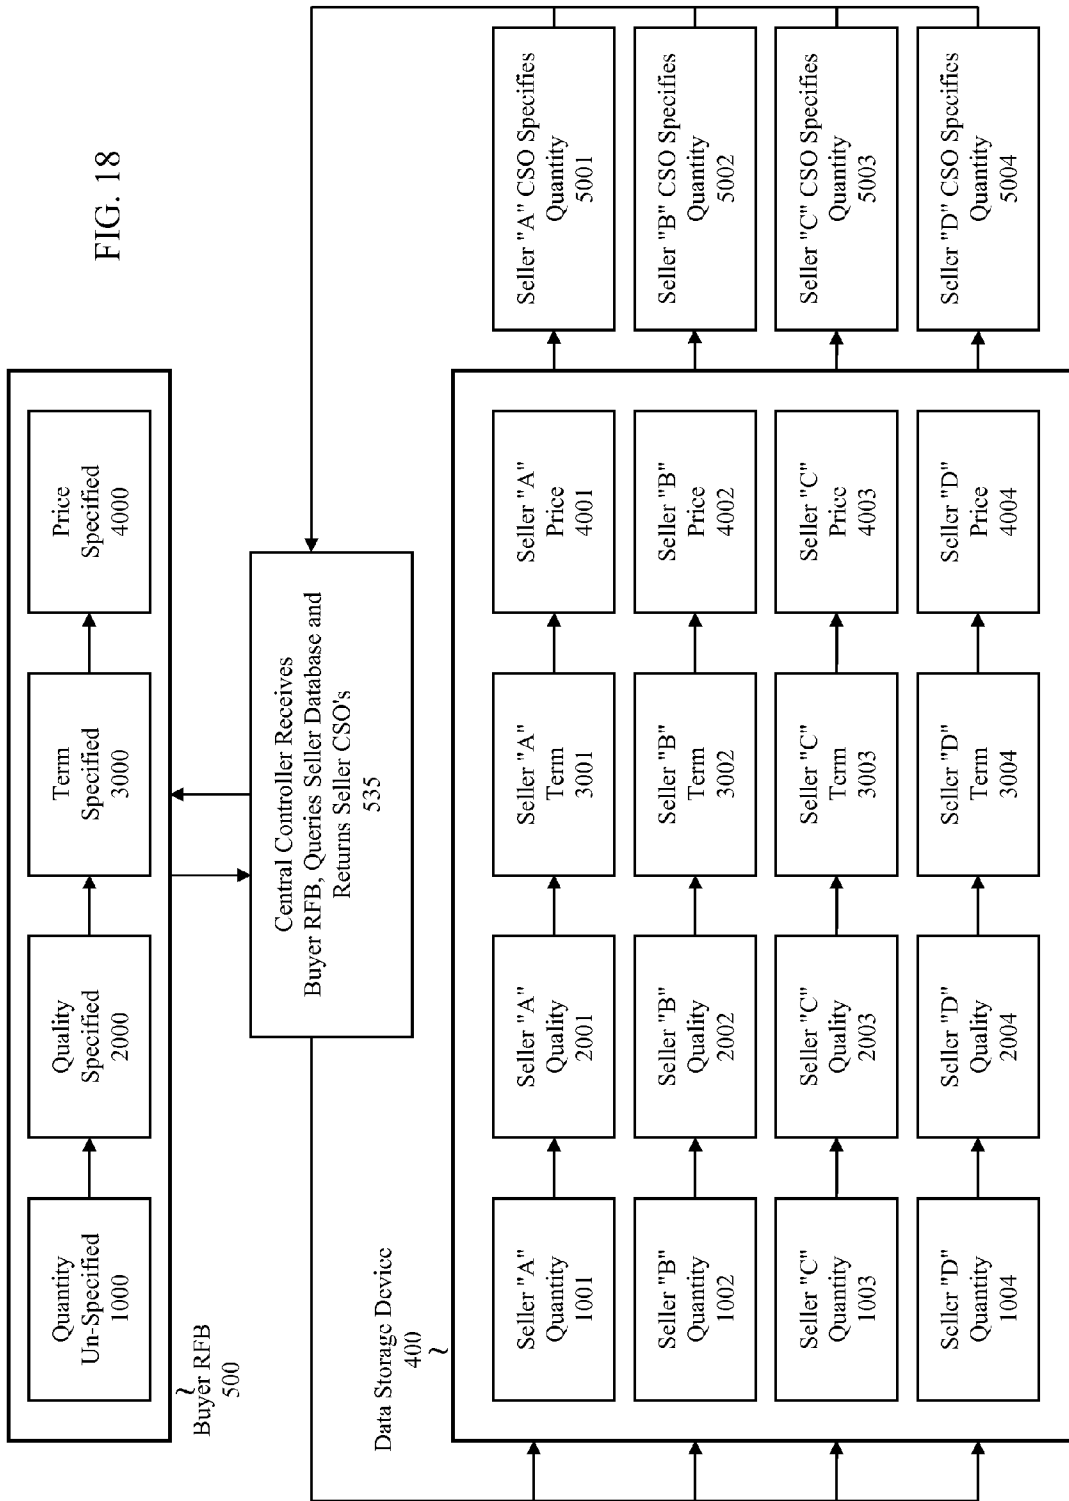 FIG. 18
Quantity
Un-Specified
1000
Quality
Specified
2000
Term
Specified
3000
Price
Specified
4000
Buyer RFB
500
Central Controller Receives
Buyer RFB, Queries Seller Database and
Returns Seller CSO's
535
Data Storage Device
400
Seller "A"
Quantity
1001
Seller "A"
Quality
2001
Seller "A"
Term
3001
Seller "A"
Price
4001
Seller "A" CSO Specifies
Quantity
5001
Seller "B"
Quantity
1002
Seller "B"
Quality
2002
Seller "B"
Term
3002
Seller "B"
Price
4002
Seller "B" CSO Specifies
Quantity
5002
Seller "C"
Quantity
1003
Seller "C"
Quality
2003
Seller "C"
Term
3003
Seller "C"
Price
4003
Seller "C" CSO Specifies
Quantity
5003
Seller "D"
Quantity
1004
Seller "D"
Quality
2004
Seller "D"
Term
3004
Seller "D"
Price
4004
Seller "D" CSO Specifies
Quantity
5004